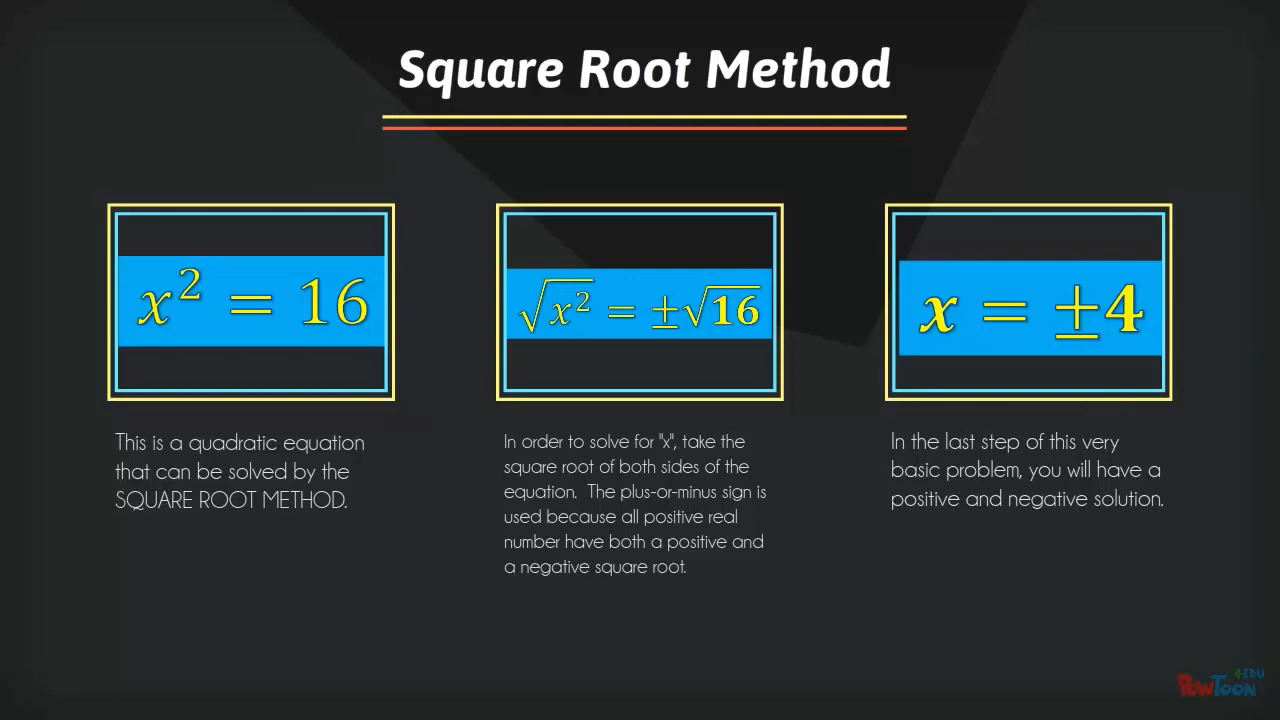 Square Root Method
x² = 16
√x² = ±√16
x = ±4
This is a quadratic equation
that can be solved by the
SQUARE ROOT METHOD.
In order to solve for "x", take the
square root of both sides of the
equation.  The plus-or-minus sign is
used because all positive real
number have both a positive and
a negative square root.
In the last step of this very
basic problem, you will have a
positive and negative solution.
4EDU
POWTOON